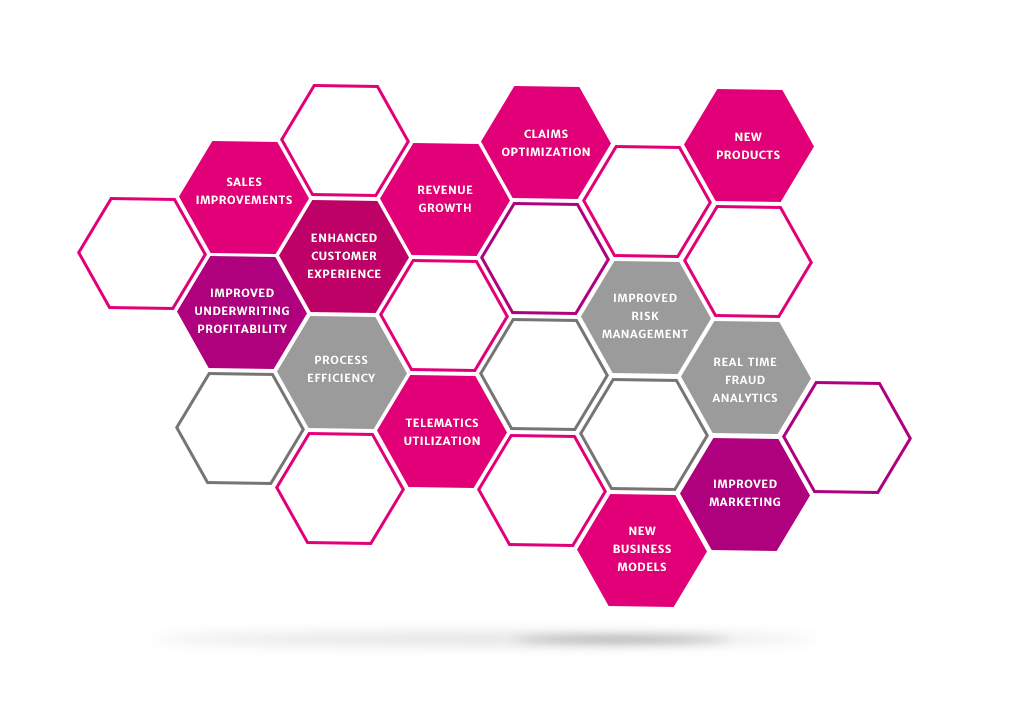 CLAIMS
OPTIMIZATION
NEW
PRODUCTS
SALES
IMPROVEMENTS
REVENUE
GROWTH
ENHANCED
CUSTOMER
EXPERIENCE
IMPROVED
UNDERWRITING
PROFITABILITY
IMPROVED
RISK
MANAGEMENT
PROCESS
EFFICIENCY
REAL TIME
FRAUD
ANALYTICS
TELEMATICS
UTILIZATION
IMPROVED
MARKETING
NEW
BUSINESS
MODELS